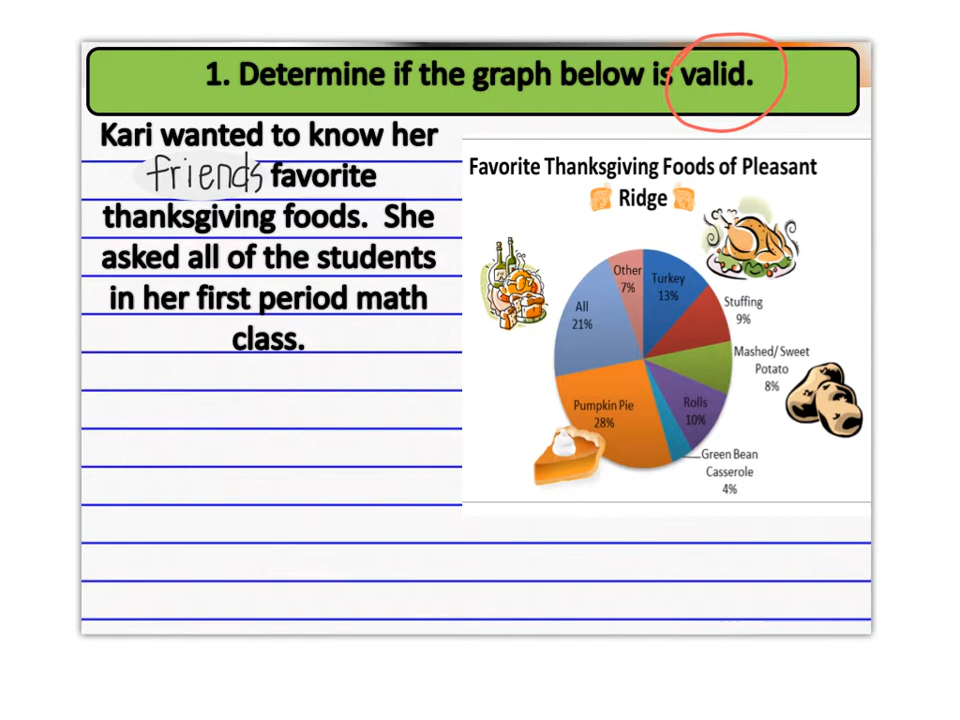 1. Determine if the graph below is valid.
Kari wanted to know her
friends favorite
thanksgiving foods. She
asked all of the students
in her first period math
class.
Favorite Thanksgiving Foods of Pleasant
Ridge
Other
7%
Turkey
13%
All
21%
Stuffing
9%
Mashed/ Sweet
Potato
8%
Pumpkin Pie
28%
Rolls
10%
Green Bean
Casserole
4%